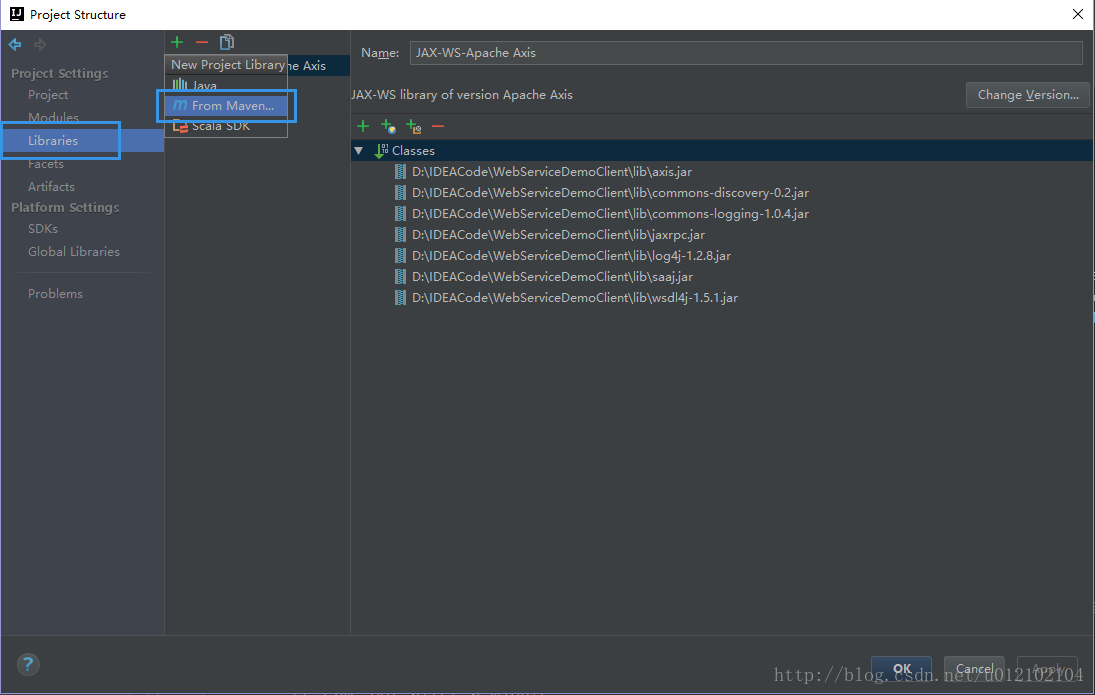 Project Structure
Project Settings
Project
Modules
Libraries
Facets
Artifacts
Platform Settings
SDKs
Global Libraries
Problems
New Project Library
he Axis
Java
From Maven...
Scala SDK
Name: JAX-WS-Apache Axis
JAX-WS library of version Apache Axis
Change Version...
Classes
D:\IDEACode\WebServiceDemoClient\lib\axis.jar
D:\IDEACode\WebServiceDemoClient\lib\commons-discovery-0.2.jar
D:\IDEACode\WebServiceDemoClient\lib\commons-logging-1.0.4.jar
D:\IDEACode\WebServiceDemoClient\lib\jaxrpc.jar
D:\IDEACode\WebServiceDemoClient\lib\log4j-1.2.8.jar
D:\IDEACode\WebServiceDemoClient\lib\saaj.jar
D:\IDEACode\WebServiceDemoClient\lib\wsdl4j-1.5.1.jar
?
OK
Cancel
Apply
http://blog.csdn.net/u012102104